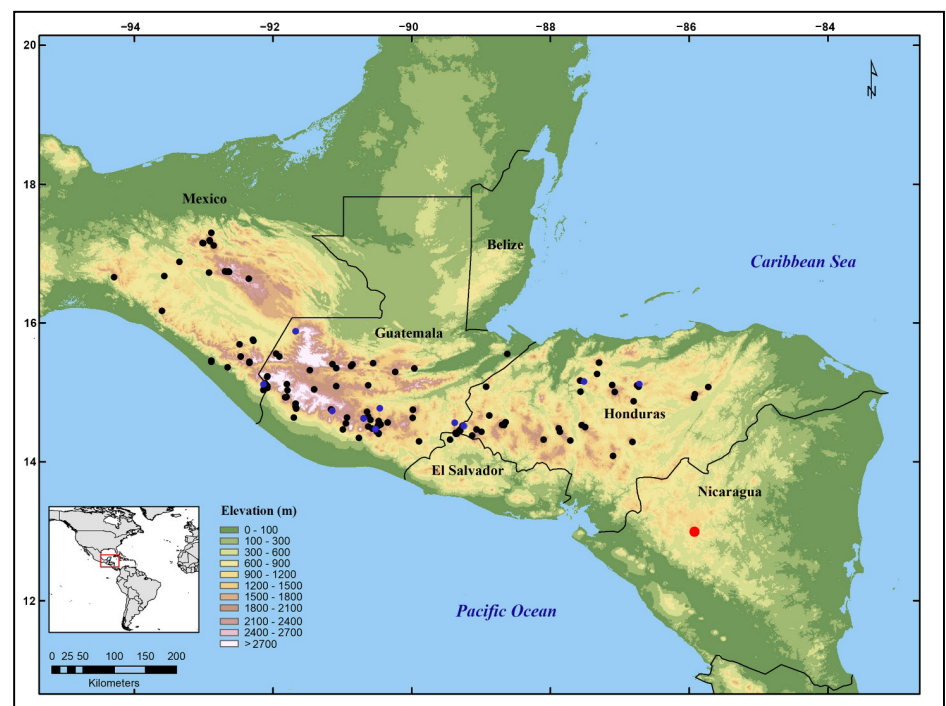 −94 −92 −90 −88 −86 −84
20
18
16
14
12
Mexico
Belize
Caribbean Sea
Guatemala
Honduras
El Salvador
Nicaragua
Pacific Ocean
N
Elevation (m)
0 - 100
100 - 300
300 - 600
600 - 900
900 - 1200
1200 - 1500
1500 - 1800
1800 - 2100
2100 - 2400
2400 - 2700
>2700
0 25 50 100 150 200
Kilometers